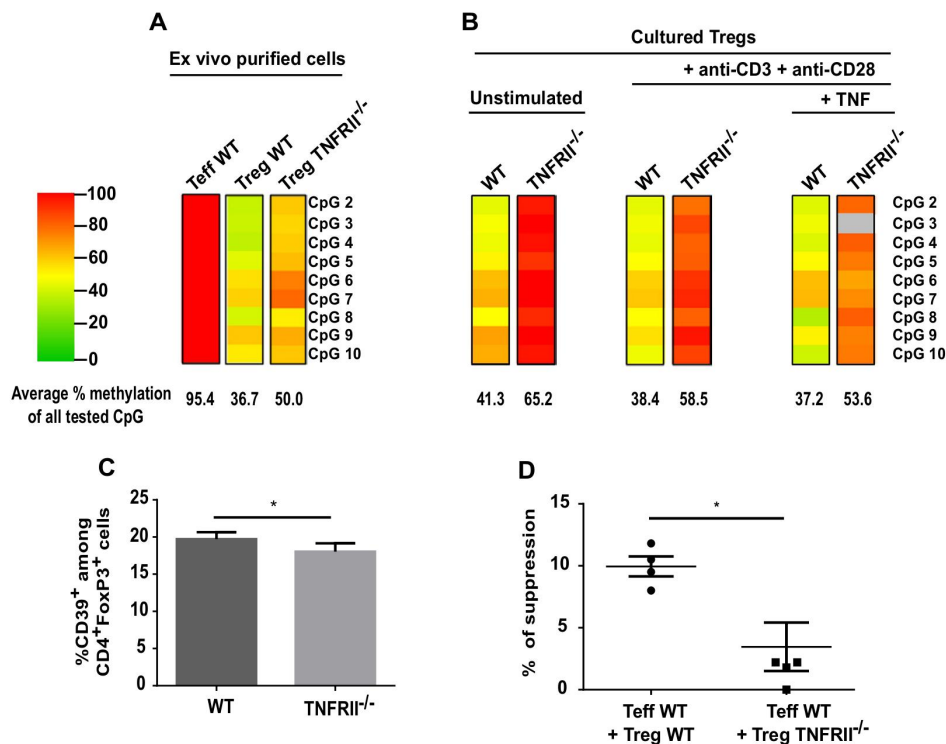 A
Ex vivo purified cells
Teff WT
Treg WT
Treg TNFRII-/-
100
80
60
40
20
0
CpG 2
CpG 3
CpG 4
CpG 5
CpG 6
CpG 7
CpG 8
CpG 9
CpG 10
Average % methylation
of all tested CpG
95.4 36.7 50.0
B
Cultured Tregs
+ anti-CD3 + anti-CD28
Unstimulated
+ TNF
WT
TNFRII-/-
WT
TNFRII-/-
WT
TNFRII-/-
CpG 2
CpG 3
CpG 4
CpG 5
CpG 6
CpG 7
CpG 8
CpG 9
CpG 10
41.3 65.2 38.4 58.5 37.2 53.6
C
%CD39+ among
CD4+FoxP3+ cells
25
20
15
10
5
0
*
WT
TNFRII-/-
D
% of suppression
15
10
5
0
*
Teff WT
+ Treg WT
Teff WT
+ Treg TNFRII-/-